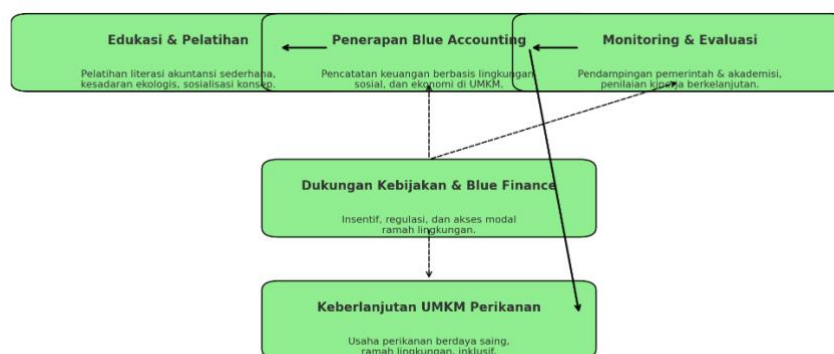 Edukasi & Pelatihan
Pelatihan literasi akuntansi sederhana,
kesadaran ekologis, sosialisasi konsep.
Penerapan Blue Accounting
Pencatatan keuangan berbasis lingkungan,
sosial, dan ekonomi di UMKM.
Monitoring & Evaluasi
Pendampingan pemerintah & akademisi,
penilaian kinerja berkelanjutan.
Dukungan Kebijakan & Blue Finance
Insentif, regulasi, dan akses modal
ramah lingkungan.
Keberlanjutan UMKM Perikanan
Usaha perikanan berdaya saing,
ramah lingkungan, inklusif.